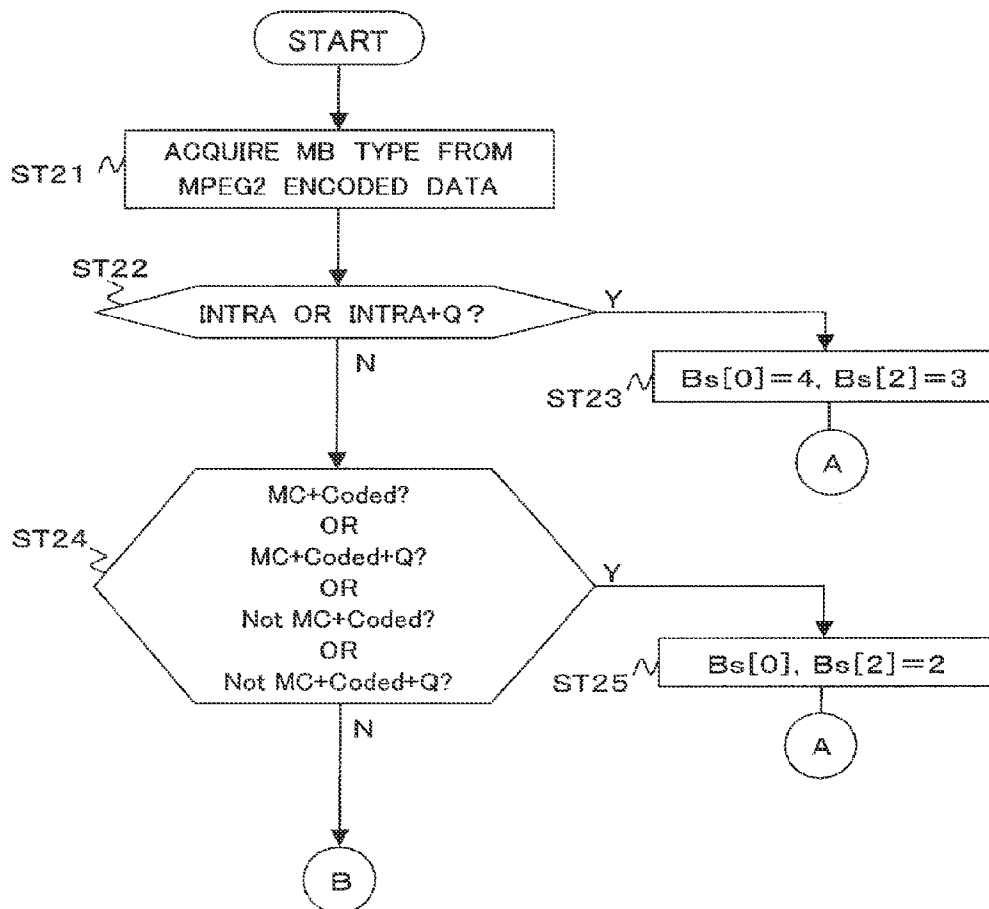 START
ST21
ACQUIRE MB TYPE FROM
MPEG2 ENCODED DATA
ST22
INTRA OR INTRA+Q?
Y
N
ST23
Bs[0]=4, Bs[2]=3
A
ST24
MC+Coded?
OR
MC+Coded+Q?
OR
Not MC+Coded?
OR
Not MC+Coded+Q?
Y
N
ST25
Bs[0], Bs[2]=2
A
B